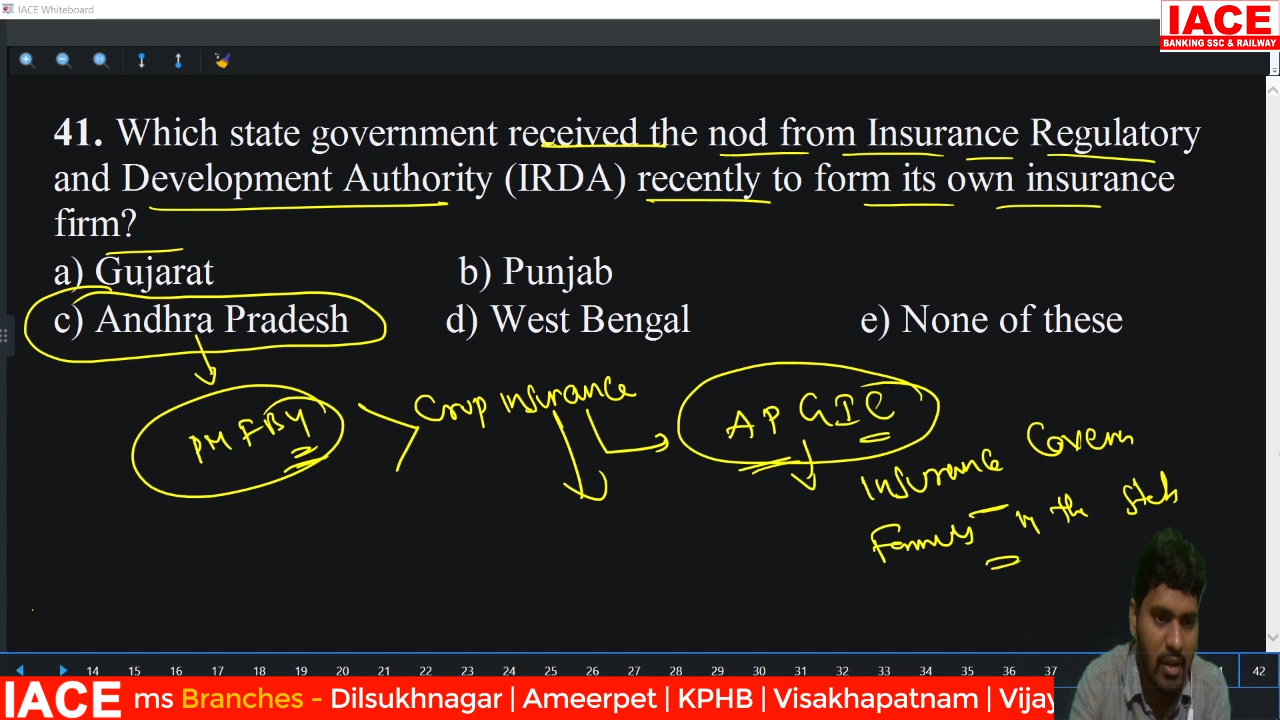 IACE Whiteboard
IACE
BANKING SSC & RAILWAY
41. Which state government received the nod from Insurance Regulatory
and Development Authority (IRDA) recently to form its own insurance
firm?
a) Gujarat b) Punjab
c) Andhra Pradesh d) West Bengal e) None of these
PMFBY Crop insurance APGIC
Insurance Covern
in the
14 15 16 17 18 19 20 21 22 23 24 25 26 27 28 29 30 31 32 33 34 35 36 37 42
IACE ms Branches - Dilsukhnagar | Ameerpet | KPHB | Visakhapatnam | Vijay